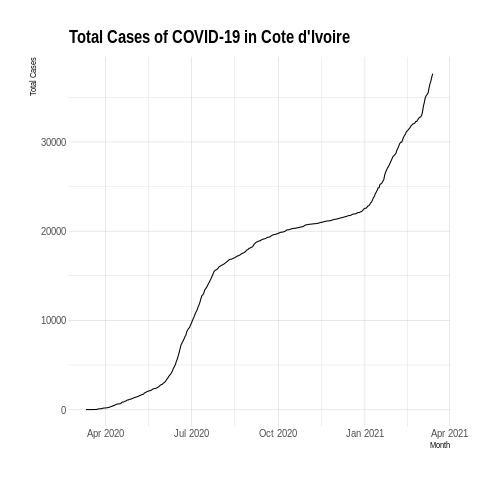 Total Cases of COVID-19 in Cote d'Ivoire
Total Cases
30000
20000
10000
0
Apr 2020 Jul 2020 Oct 2020 Jan 2021 Apr 2021
Month